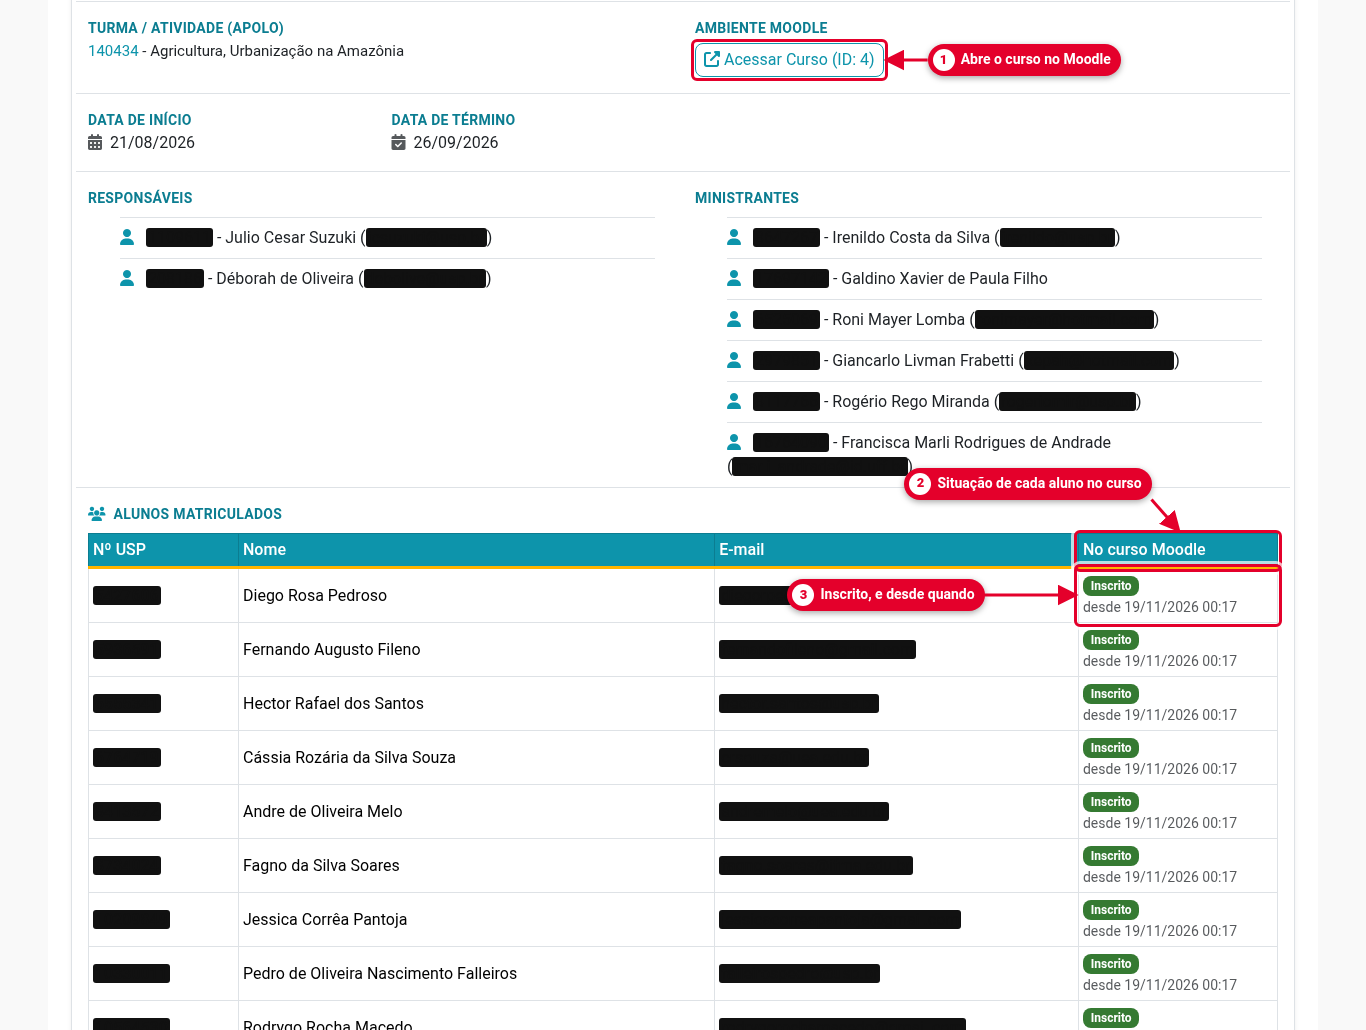 TURMA / ATIVIDADE (APOLO)
140434 - Agricultura, Urbanização na Amazônia
AMBIENTE MOODLE
Acessar Curso (ID: 4)
1 Abre o curso no Moodle
DATA DE INÍCIO
21/08/2026
DATA DE TÉRMINO
26/09/2026
RESPONSÁVEIS
- Julio Cesar Suzuki ( )
- Déborah de Oliveira ( )
MINISTRANTES
- Irenildo Costa da Silva ( )
- Galdino Xavier de Paula Filho
- Roni Mayer Lomba ( )
- Giancarlo Livman Frabetti ( )
- Rogério Rego Miranda ( )
- Francisca Marli Rodrigues de Andrade
( )
2 Situação de cada aluno no curso
ALUNOS MATRICULADOS
Nº USP Nome E-mail No curso Moodle
Diego Rosa Pedroso
3 Inscrito, e desde quando
Inscrito
desde 19/11/2026 00:17
Fernando Augusto Fileno
Inscrito
desde 19/11/2026 00:17
Hector Rafael dos Santos
Inscrito
desde 19/11/2026 00:17
Cássia Rozária da Silva Souza
Inscrito
desde 19/11/2026 00:17
Andre de Oliveira Melo
Inscrito
desde 19/11/2026 00:17
Fagno da Silva Soares
Inscrito
desde 19/11/2026 00:17
Jessica Corrêa Pantoja
Inscrito
desde 19/11/2026 00:17
Pedro de Oliveira Nascimento Falleiros
Inscrito
desde 19/11/2026 00:17
Rodrygo Rocha Macedo
Inscrito